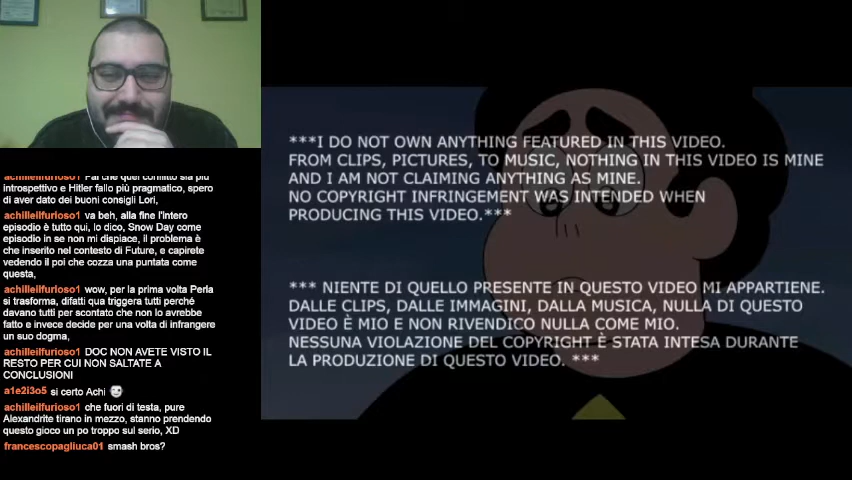 achilleilfurioso1 Fai che quel conflitto sia più
introspettivo e Hitler fallo più pragmatico, spero
di aver dato dei buoni consigli Lori,
achilleilfurioso1 va beh, alla fine l'intero
episodio è tutto qui, lo dico, Snow Day come
episodio in se non mi dispiace, il problema è
che inserito nel contesto di Future, e capirete
vedendo il poi che cozza una puntata come
questa,
achilleilfurioso1 wow, per la prima volta Perla
si trasforma, difatti qua triggera tutti perché
davano tutti per scontato che non lo avrebbe
fatto e invece decide per una volta di infrangere
un suo dogma,
achilleilfurioso1 DOC NON AVETE VISTO IL
RESTO PER CUI NON SALTATE A
CONCLUSIONI
a1e2i3o5 si certo Achi
achilleilfurioso1 che fuori di testa, pure
Alexandrite tirano in mezzo, stanno prendendo
questo gioco un po troppo sul serio, XD
francescopagliuca01 smash bros?
***I DO NOT OWN ANYTHING FEATURED IN THIS VIDEO.
FROM CLIPS, PICTURES, TO MUSIC, NOTHING IN THIS VIDEO IS MINE
AND I AM NOT CLAIMING ANYTHING AS MINE.
NO COPYRIGHT INFRINGEMENT WAS INTENDED WHEN
PRODUCING THIS VIDEO.***
*** NIENTE DI QUELLO PRESENTE IN QUESTO VIDEO MI APPARTIENE.
DALLE CLIPS, DALLE IMMAGINI, DALLA MUSICA, NULLA DI QUESTO
VIDEO È MIO E NON RIVENDICO NULLA COME MIO.
NESSUNA VIOLAZIONE DEL COPYRIGHT È STATA INTESA DURANTE
LA PRODUZIONE DI QUESTO VIDEO. ***